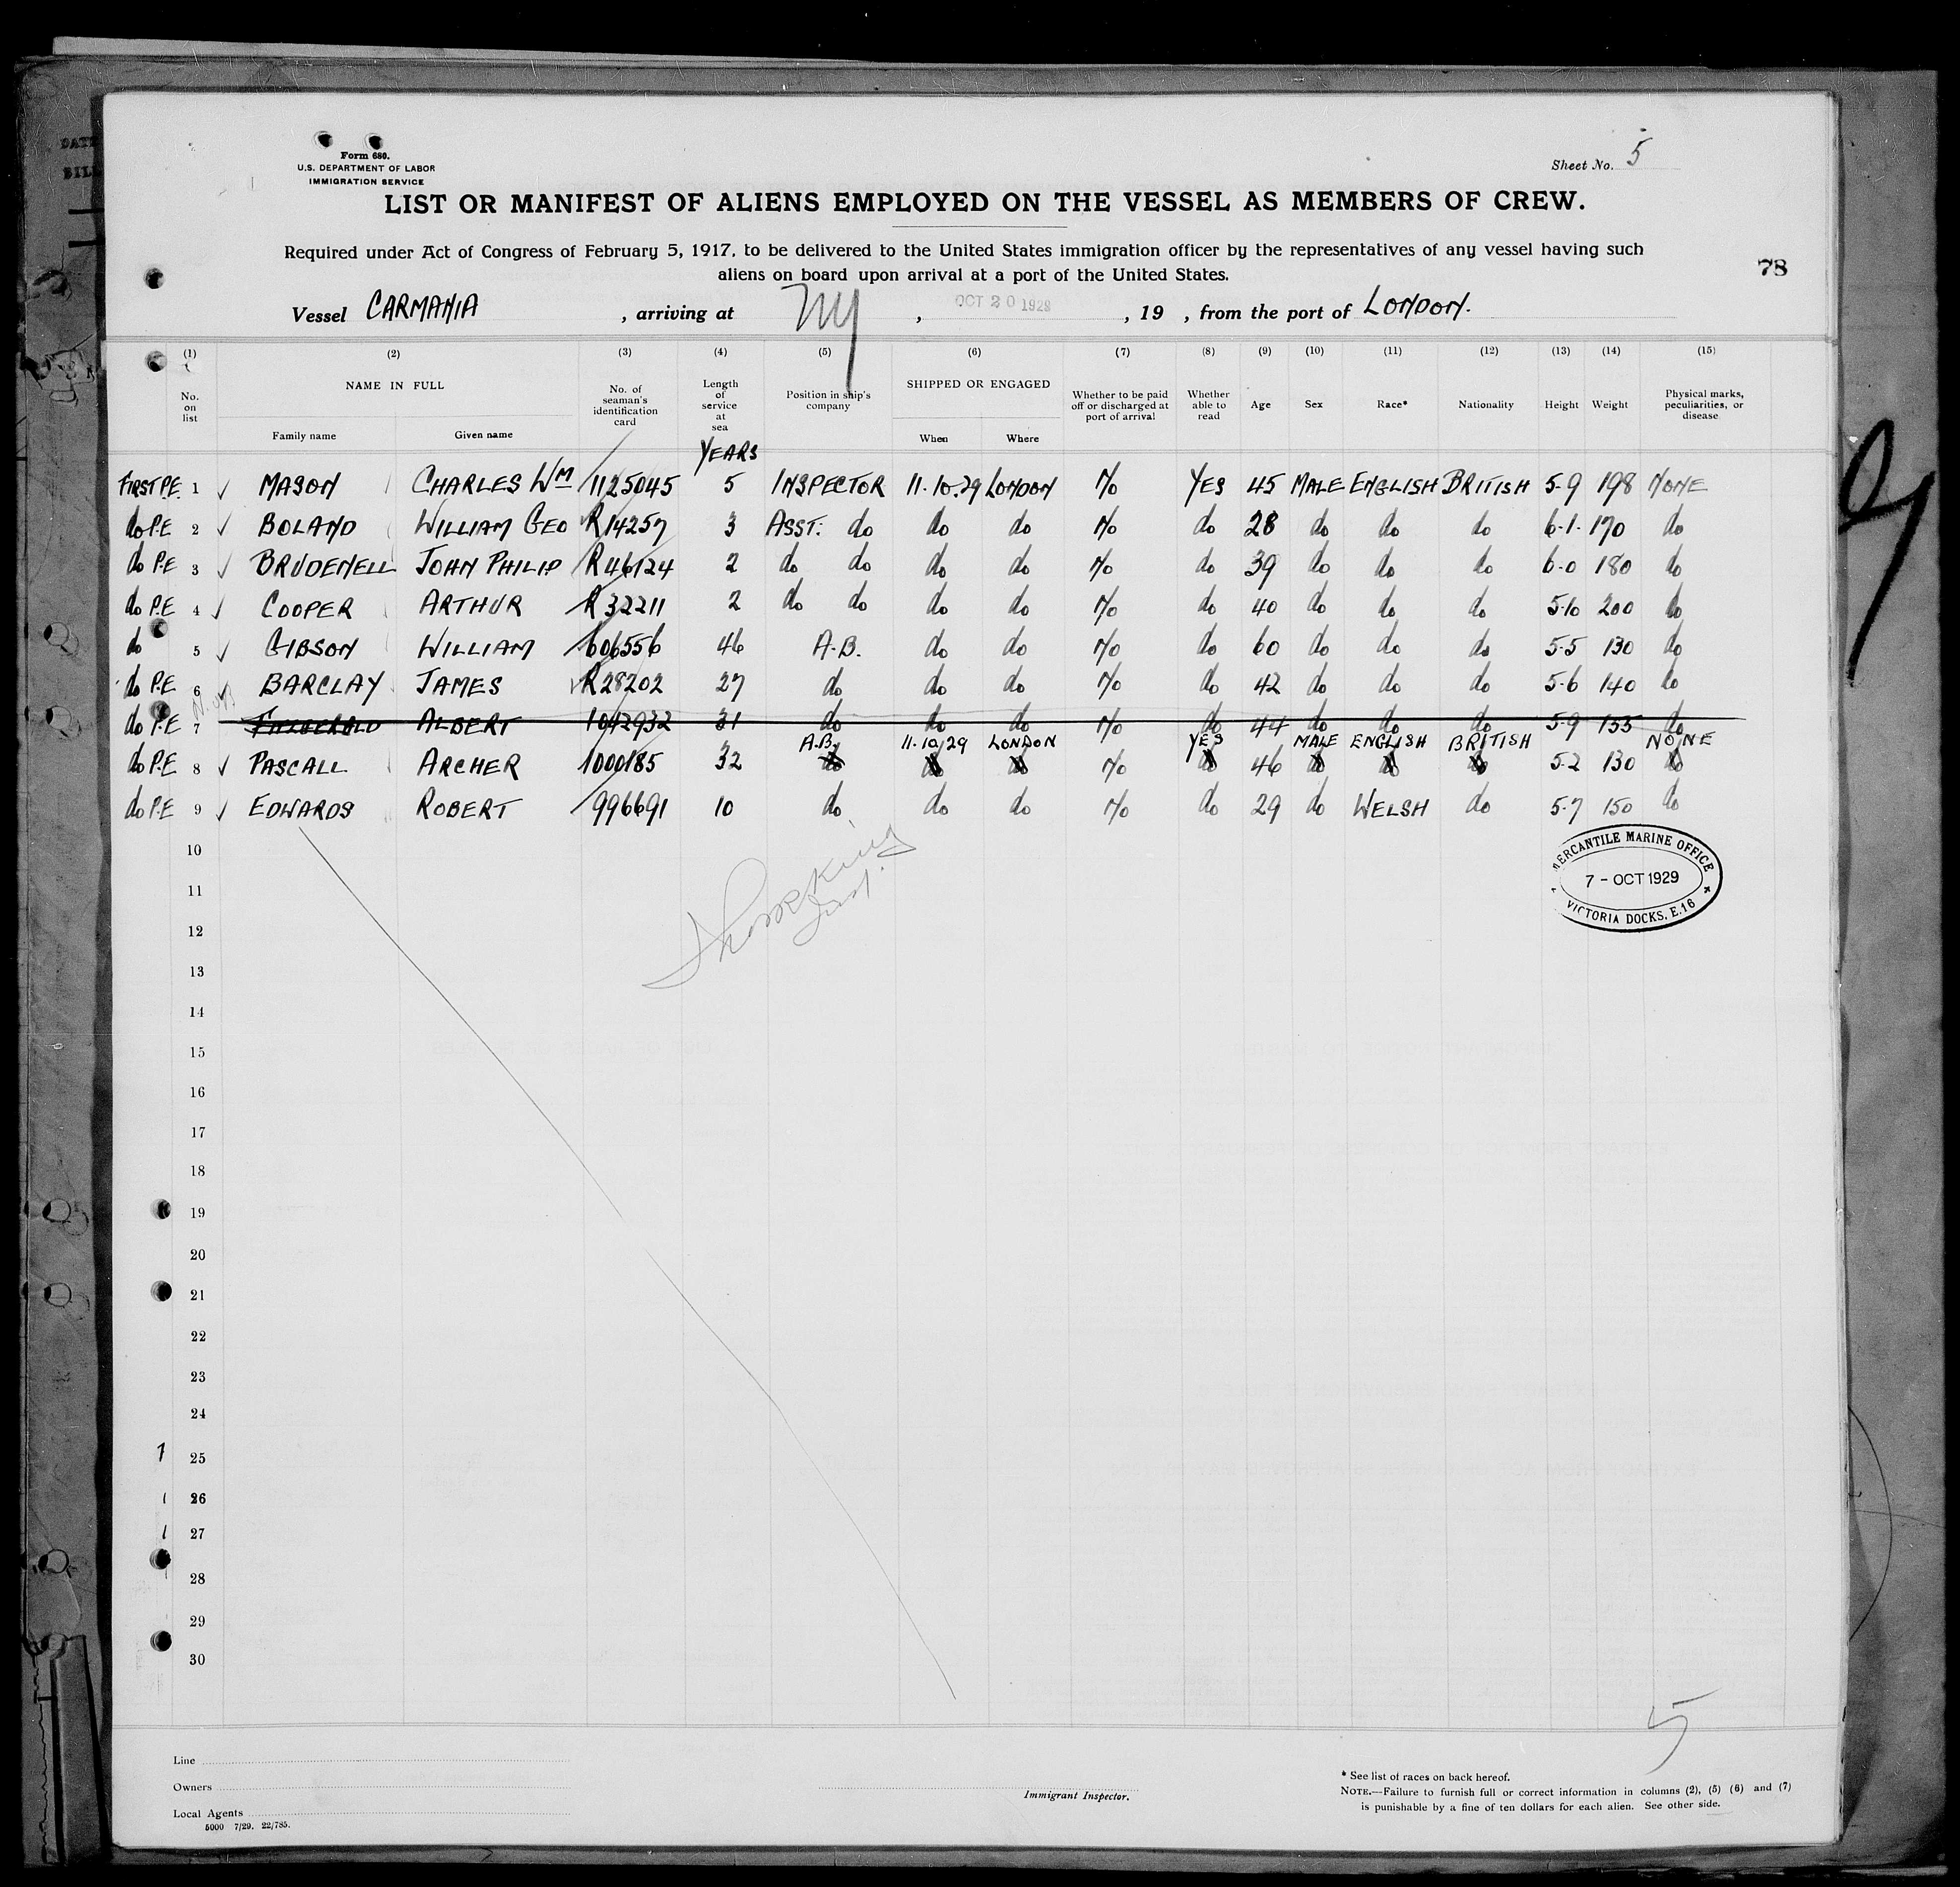 Form 680.
U.S. DEPARTMENT OF LABOR
IMMIGRATION SERVICE
Sheet No. 5
LIST OR MANIFEST OF ALIENS EMPLOYED ON THE VESSEL AS MEMBERS OF CREW.
Required under Act of Congress of February 5, 1917, to be delivered to the United States immigration officer by the representatives of any vessel having such
aliens on board upon arrival at a port of the United States.
78
Vessel CARMANIA, arriving at NY, OCT 20 1929, 19 , from the port of LONDON.
(1) (2) (3) (4) (5) (6) (7) (8) (9) (10) (11) (12) (13) (14) (15)
No. on list NAME IN FULL Family name Given name No. of seaman's identification card Length of service at sea Position in ship's company SHIPPED OR ENGAGED When Where Whether to be paid off or discharged at port of arrival Whether able to read Age Sex Race* Nationality Height Weight Physical marks, peculiarities, or disease
YEARS
FIRST P.E. 1 ✓ MASON CHARLES Wm 1125045 5 INSPECTOR 11.10.29 LONDON No YES 45 MALE ENGLISH BRITISH 5-9 198 NONE
do P.E 2 ✓ BOLAND WILLIAM GEO R14257 3 ASST: do do do No do 28 do do do 6-1- 170 do
do P.E 3 ✓ BRUDENELL JOHN PHILIP R46124 2 do do do do No do 39 do do do 6-0 180 do
do P.E 4 ✓ COOPER ARTHUR R32211 2 do do do do No do 40 do do do 5-10 200 do
do 5 ✓ GIBSON WILLIAM 606556 46 A.B. do do No do 60 do do do 5-5 130 do
do P.E 6 ✓ BARCLAY JAMES R28202 27 do do do No do 42 do do do 5-6 140 do
do P.E 7 ALBERT 1042932 31 do do do No do 44 do do do 5-9 155 do
A.B. 11.10.29 LONDON YES MALE ENGLISH BRITISH NONE
do P.E 8 ✓ PASCALL ARCHER 1000185 32 do do do No do 46 do do do 5-2 130 do
do P.E 9 ✓ EDWARDS ROBERT 996691 10 do do do No do 29 do WELSH do 5-7 150 do
10
MERCANTILE MARINE OFFICE
7 - OCT 1929
VICTORIA DOCKS, E.16
11
12
13
14
15
16
17
18
19
20
21
22
23
24
25
26
27
28
29
30
5
Line
Owners
Local Agents
5000 7/29. 22/785.
Immigrant Inspector.
* See list of races on back hereof.
NOTE.—Failure to furnish full or correct information in columns (2), (5) (6) and (7)
is punishable by a fine of ten dollars for each alien. See other side.